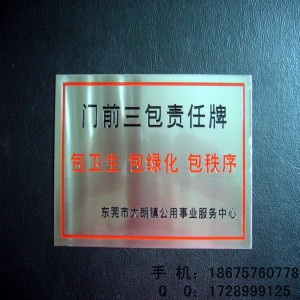 门前三包责任牌
包卫生 包绿化 包秩序
东莞市大朗镇公用事业服务中心
手 机：18675760778
Q Q：1728999125